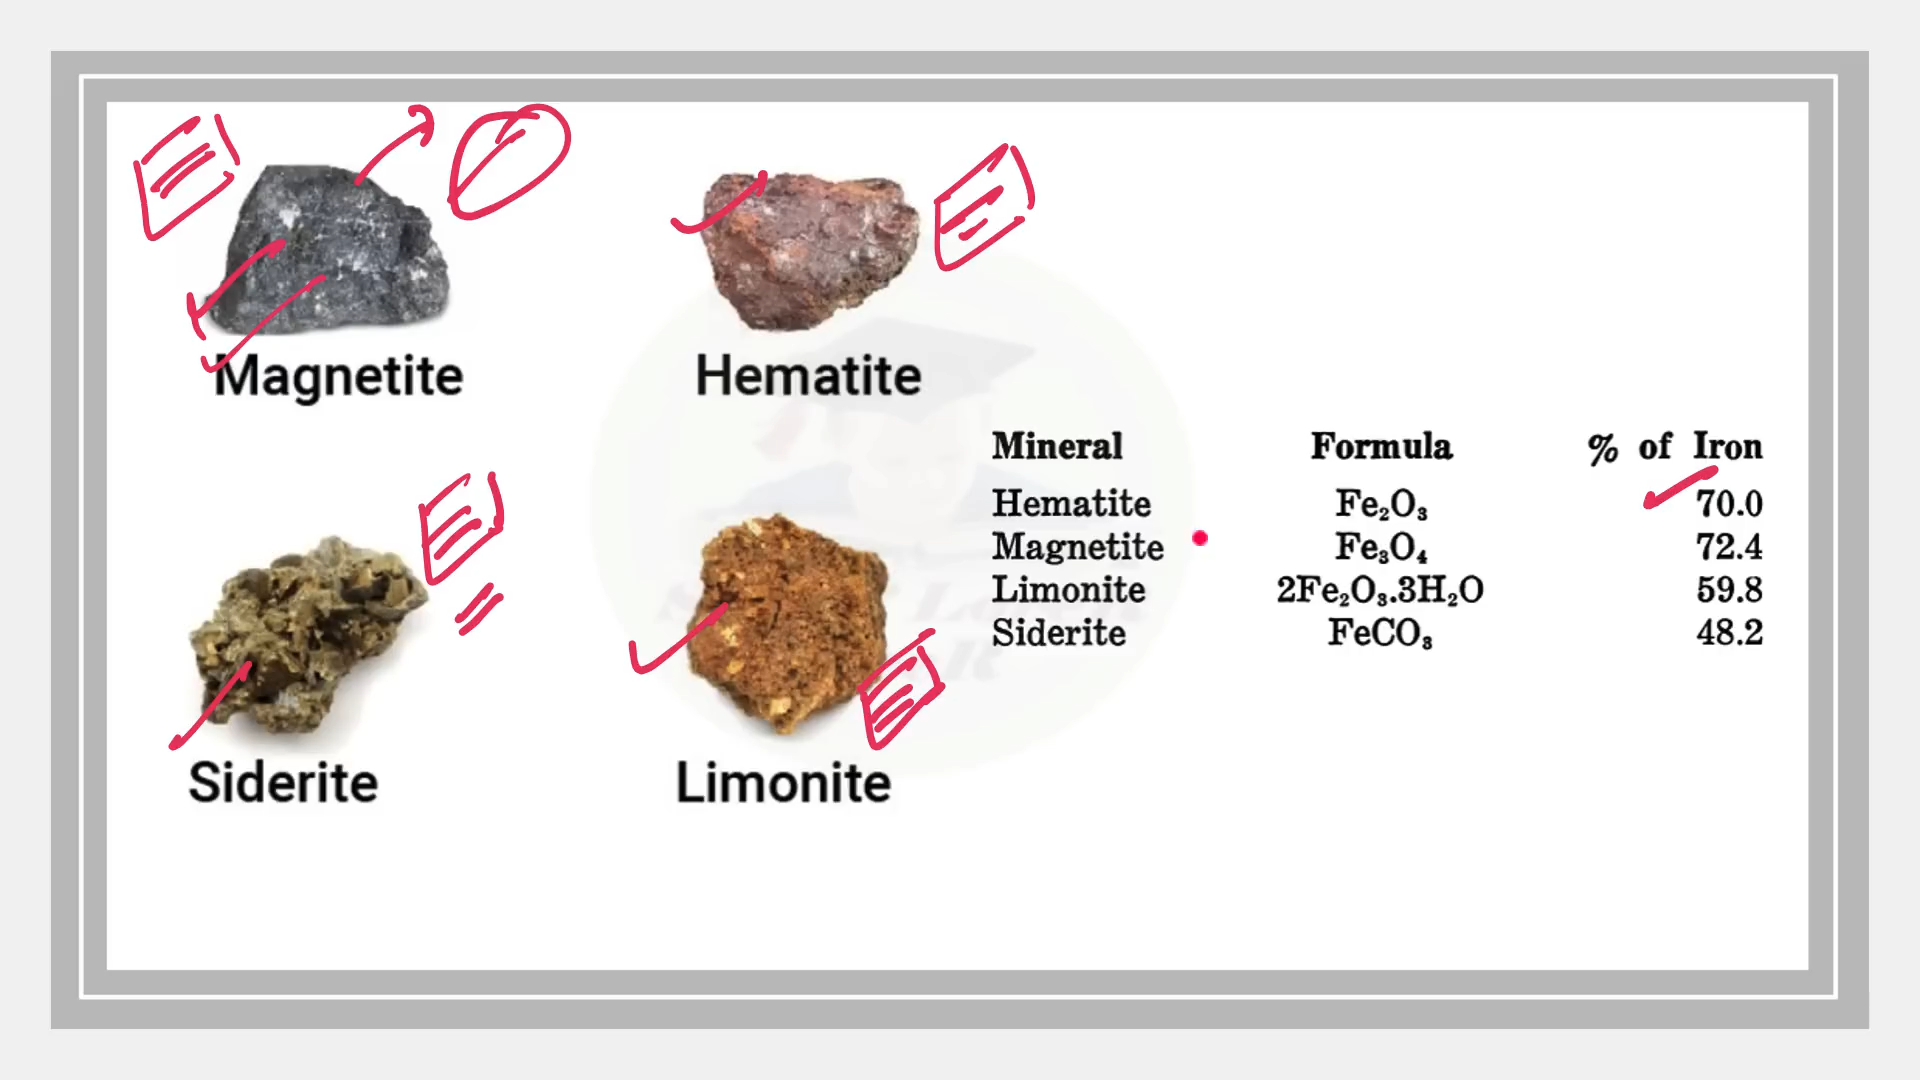 Magnetite
Hematite
Siderite
Limonite
Mineral Formula % of Iron
Hematite Fe₂O₃ 70.0
Magnetite Fe₃O₄ 72.4
Limonite 2Fe₂O₃.3H₂O 59.8
Siderite FeCO₃ 48.2